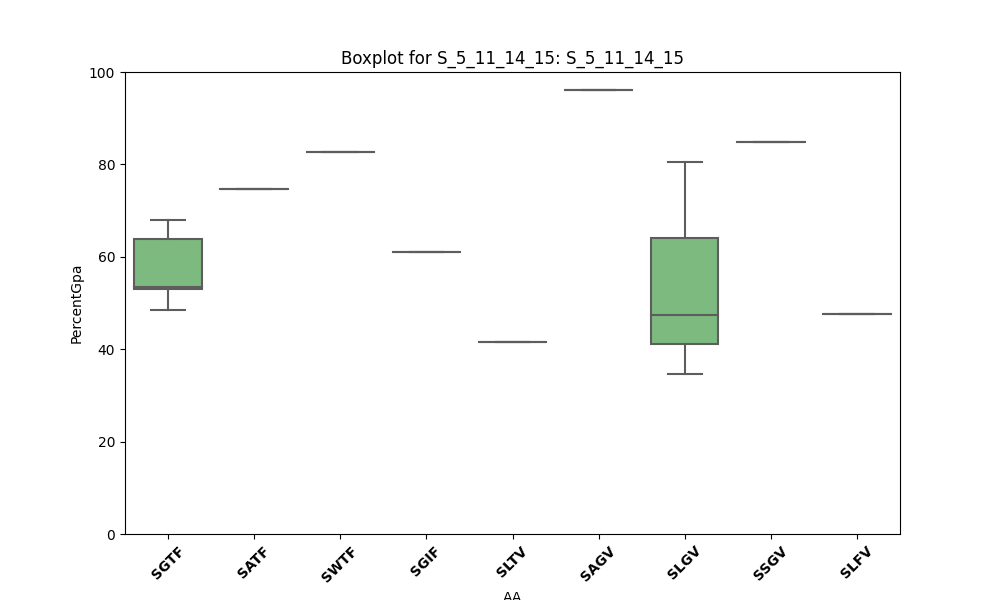 Boxplot for S_5_11_14_15: S_5_11_14_15
100
80
60
40
20
0
PercentGpa
SGTF
SATF
SWTF
SGIF
SLTV
SAGV
SLGV
SSGV
SLFV
AA